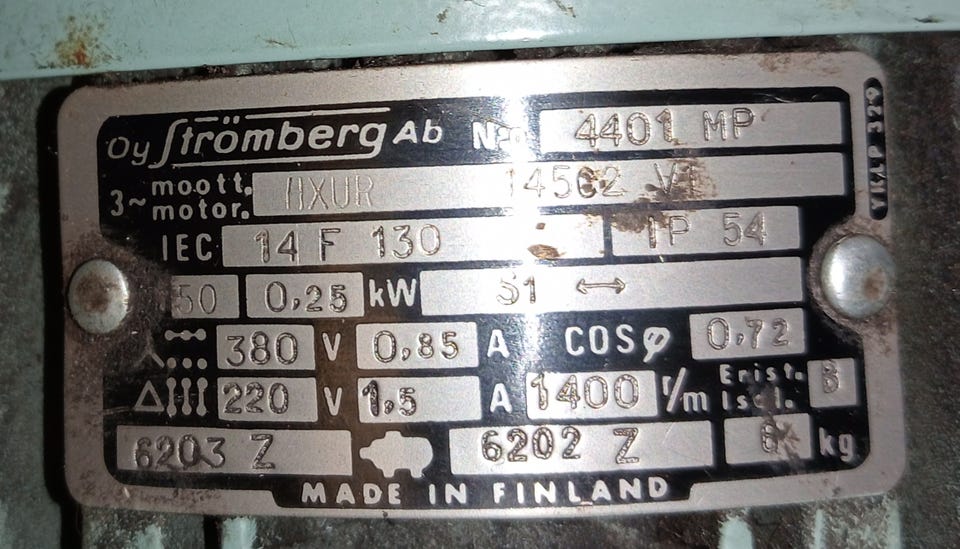 Oy Strömberg Ab No 4401 MP
3~ moott. motor. HXUR 14562 V1
IEC 14 F 130 IP 54
50 0,25 kW S1 ↔
380 V 0,85 A COSφ 0,72
Δ 220 V 1,5 A 1400 r/m Erist. Isol. B
6203 Z 6202 Z kg
MADE IN FINLAND